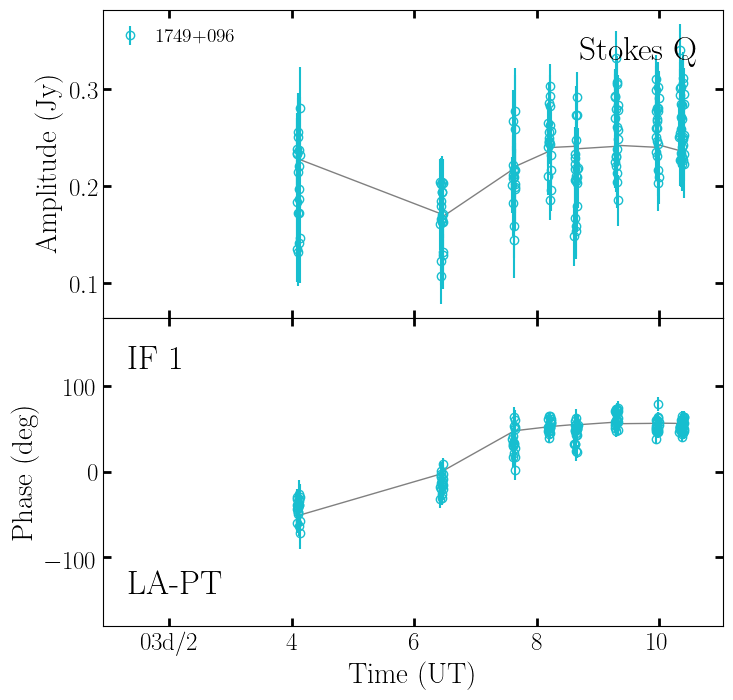 1749+096
Stokes Q
Amplitude (Jy)
0.3
0.2
0.1
IF 1
Phase (deg)
100
0
−100
LA-PT
03d/2 4 6 8 10
Time (UT)